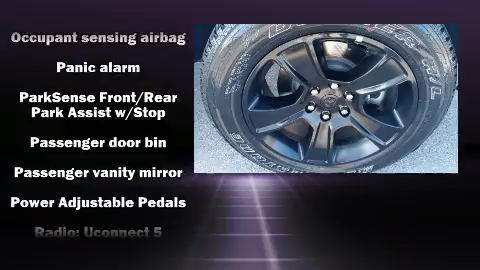 Occupant sensing airbag
Panic alarm
ParkSense Front/Rear
Park Assist w/Stop
Passenger door bin
Passenger vanity mirror
Power Adjustable Pedals
Radio: Uconnect 5